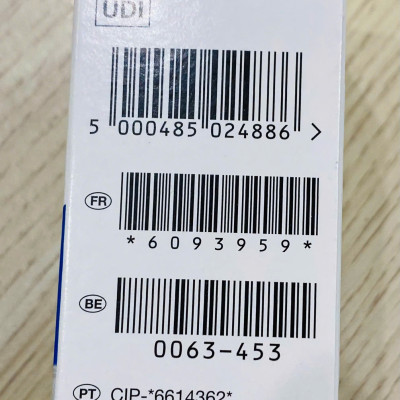 UDI
5 000485 024886 >
FR
*6093959*
BE
0063-453
PT CIP-*6614362*